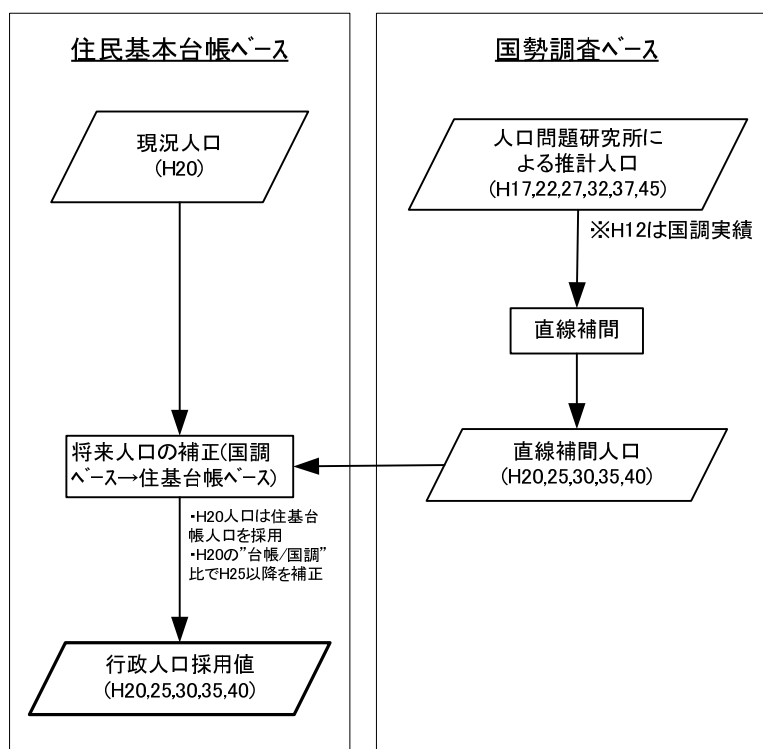 住民基本台帳ベース
現況人口
(H20)
将来人口の補正(国調
ベース→住基台帳ベース)
・H20人口は住基台
帳人口を採用
・H20の”台帳/国調”
比でH25以降を補正
行政人口採用値
(H20,25,30,35,40)
国勢調査ベース
人口問題研究所に
よる推計人口
(H17,22,27,32,37,45)
※H12は国調実績
直線補間
直線補間人口
(H20,25,30,35,40)